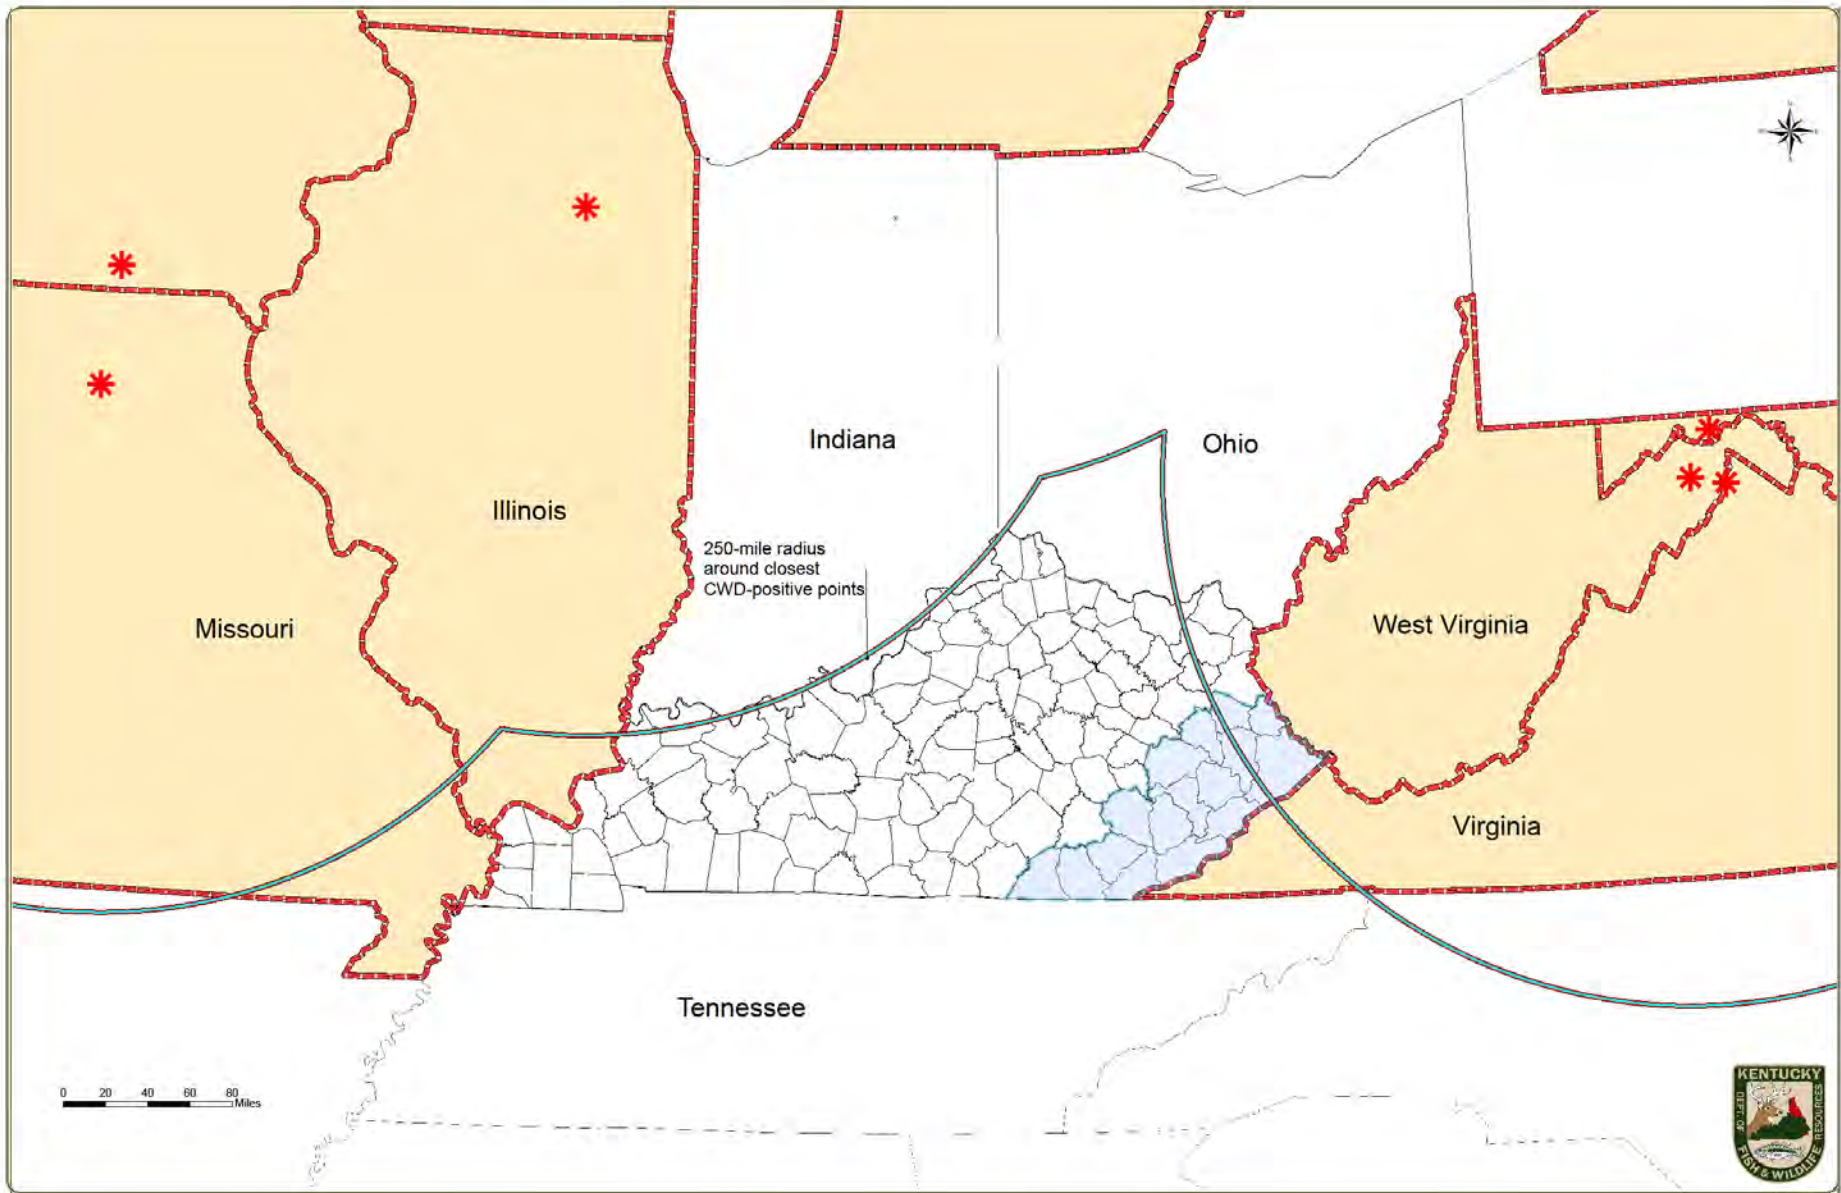 Indiana
Ohio
Illinois
250-mile radius
around closest
CWD-positive points
Missouri
West Virginia
Virginia
Tennessee
0 20 40 60 80
Miles
KENTUCKY
DEPT. OF
FISH & WILDLIFE
RESOURCES